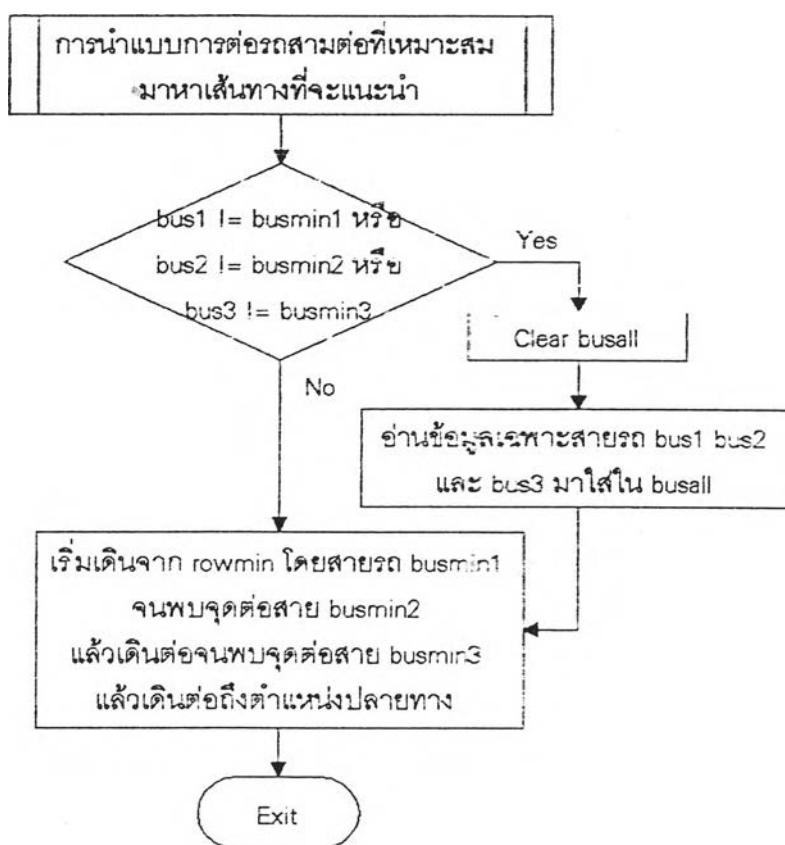 การนำแบบการต่อรถสามต่อที่เหมาะสม
มาหาเส้นทางที่จะแนะนำ
bus1 != busmin1 หรือ
bus2 != busmin2 หรือ
bus3 != busmin3
Yes
Clear busall
No
อ่านข้อมูลเฉพาะสายรถ bus1 bus2
และ bus3 มาใส่ใน busall
เริ่มเดินจาก rowmin โดยสายรถ busmin1
จนพบจุดต่อสาย busmin2
แล้วเดินต่อจนพบจุดต่อสาย busmin3
แล้วเดินต่อถึงตำแหน่งปลายทาง
Exit